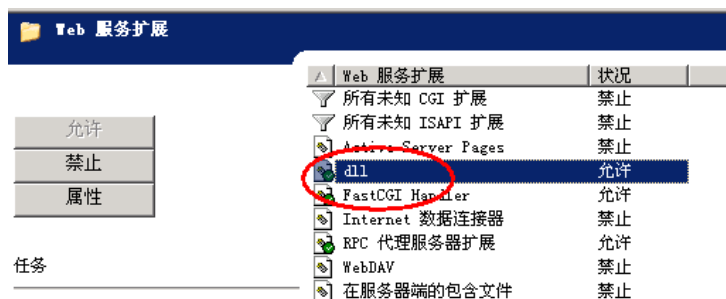 Web 服务扩展
Web 服务扩展 状况
所有未知 CGI 扩展 禁止
所有未知 ISAPI 扩展 禁止
Active Server Pages 禁止
dll 允许
FastCGI Handler 允许
Internet 数据连接器 禁止
RPC 代理服务器扩展 允许
WebDAV 禁止
在服务器端的包含文件 禁止
允许
禁止
属性
任务